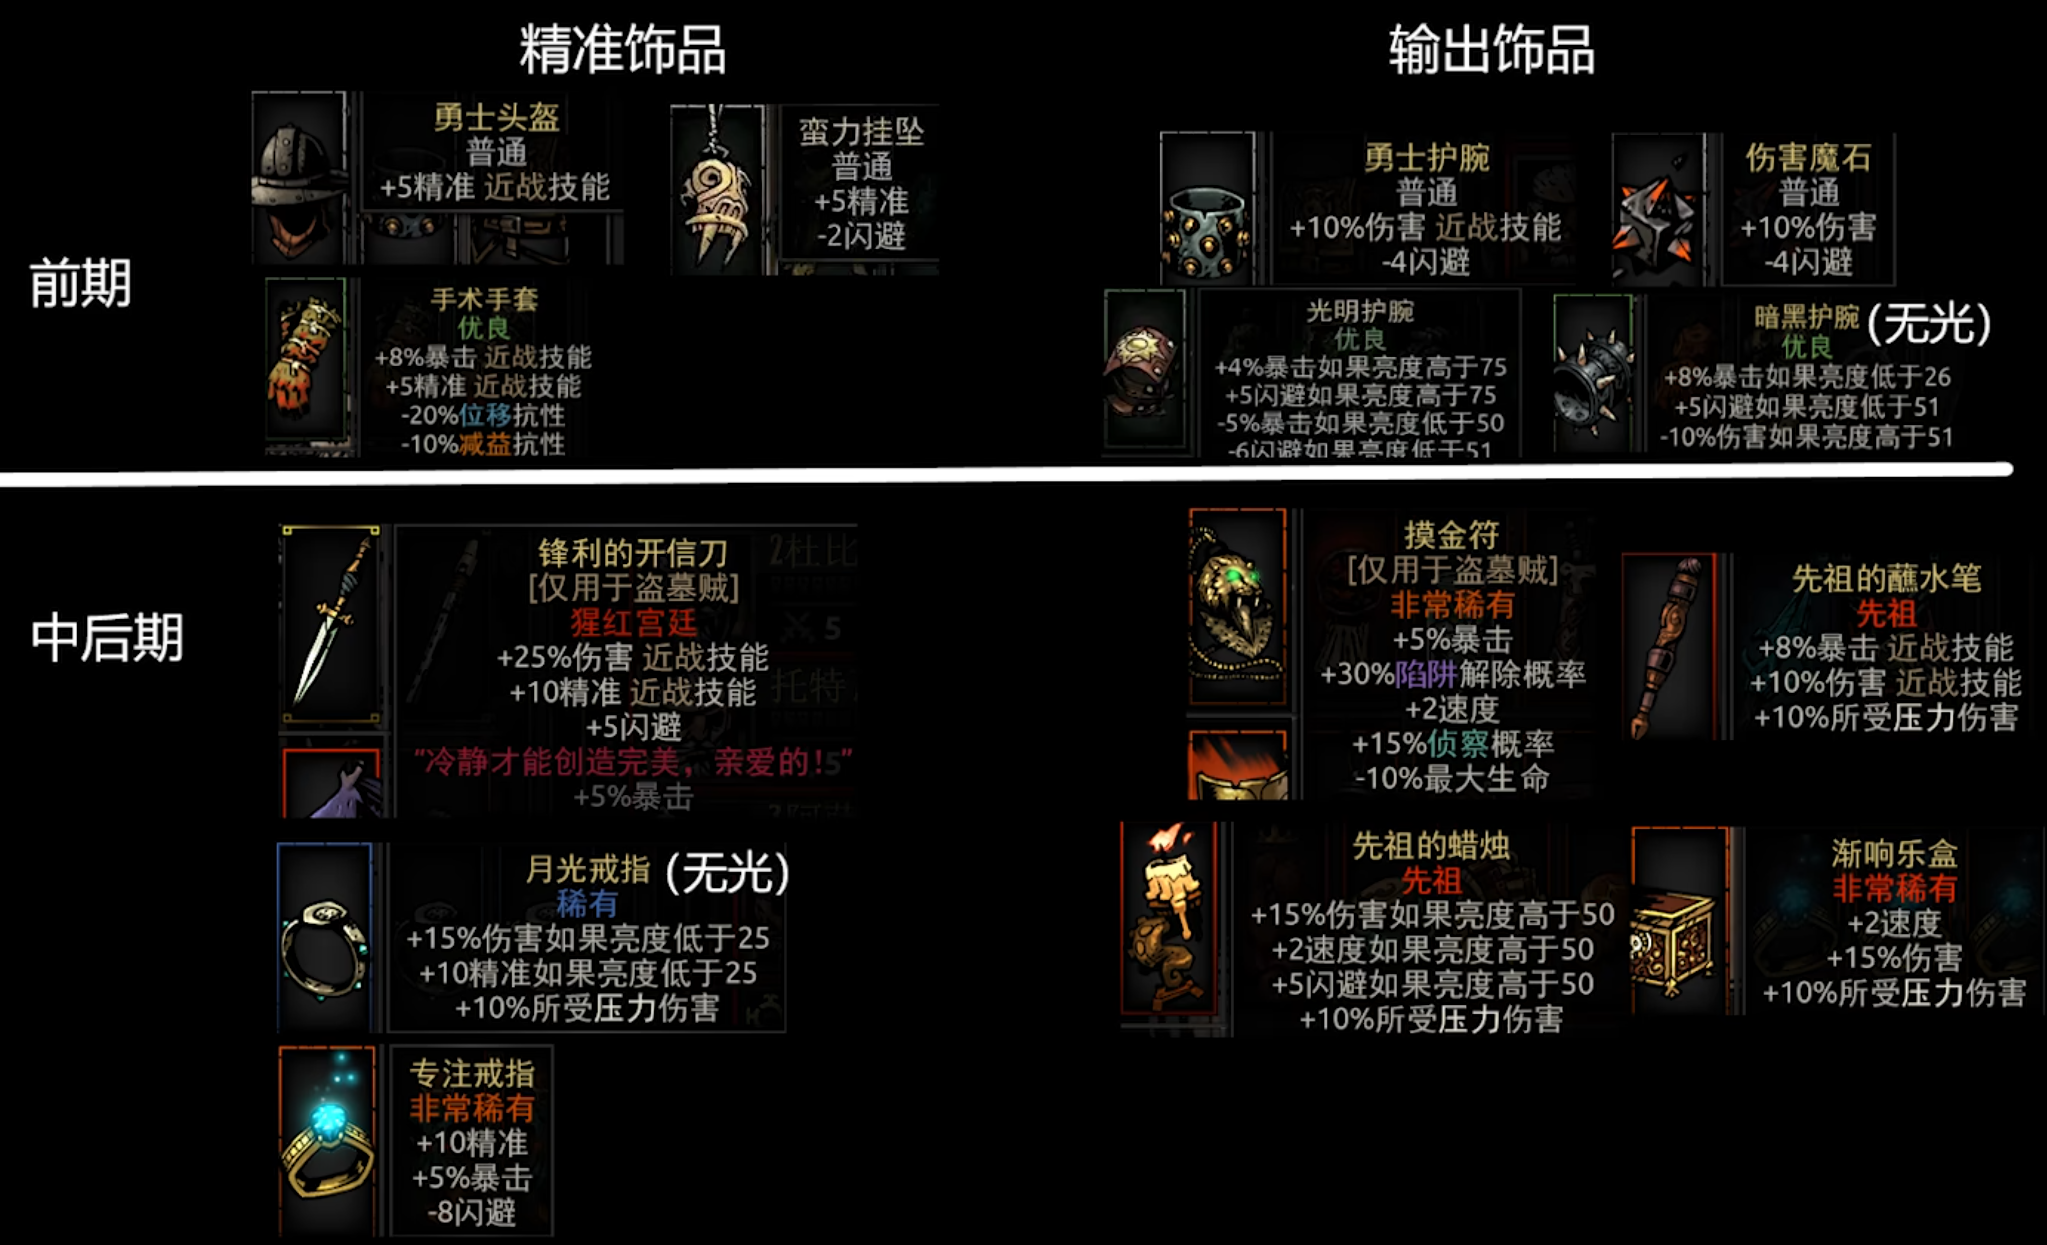 精准饰品
输出饰品
前期
勇士头盔
普通
+5精准 近战技能
蛮力挂坠
普通
+5精准
-2闪避
手术手套
优良
+8%暴击 近战技能
+5精准 近战技能
-20%位移抗性
-10%减益抗性
勇士护腕
普通
+10%伤害 近战技能
-4闪避
伤害魔石
普通
+10%伤害
-4闪避
光明护腕
优良
+4%暴击如果亮度高于75
+5闪避如果亮度高于75
-5%暴击如果亮度低于50
-6闪避如果亮度低于51
暗黑护腕(无光)
优良
+8%暴击如果亮度低于26
+5闪避如果亮度低于51
-10%伤害如果亮度高于51
中后期
锋利的开信刀
[仅用于盗墓贼]
猩红宫廷
+25%伤害 近战技能
+10精准 近战技能
+5闪避
“冷静才能创造完美，亲爱的!”
+5%暴击
月光戒指(无光)
稀有
+15%伤害如果亮度低于25
+10精准如果亮度低于25
+10%所受压力伤害
专注戒指
非常稀有
+10精准
+5%暴击
-8闪避
摸金符
[仅用于盗墓贼]
非常稀有
+5%暴击
+30%陷阱解除概率
+2速度
+15%侦察概率
-10%最大生命
先祖的蘸水笔
先祖
+8%暴击 近战技能
+10%伤害 近战技能
+10%所受压力伤害
先祖的蜡烛
先祖
+15%伤害如果亮度高于50
+2速度如果亮度高于50
+5闪避如果亮度高于50
+10%所受压力伤害
渐响乐盒
非常稀有
+2速度
+15%伤害
+10%所受压力伤害